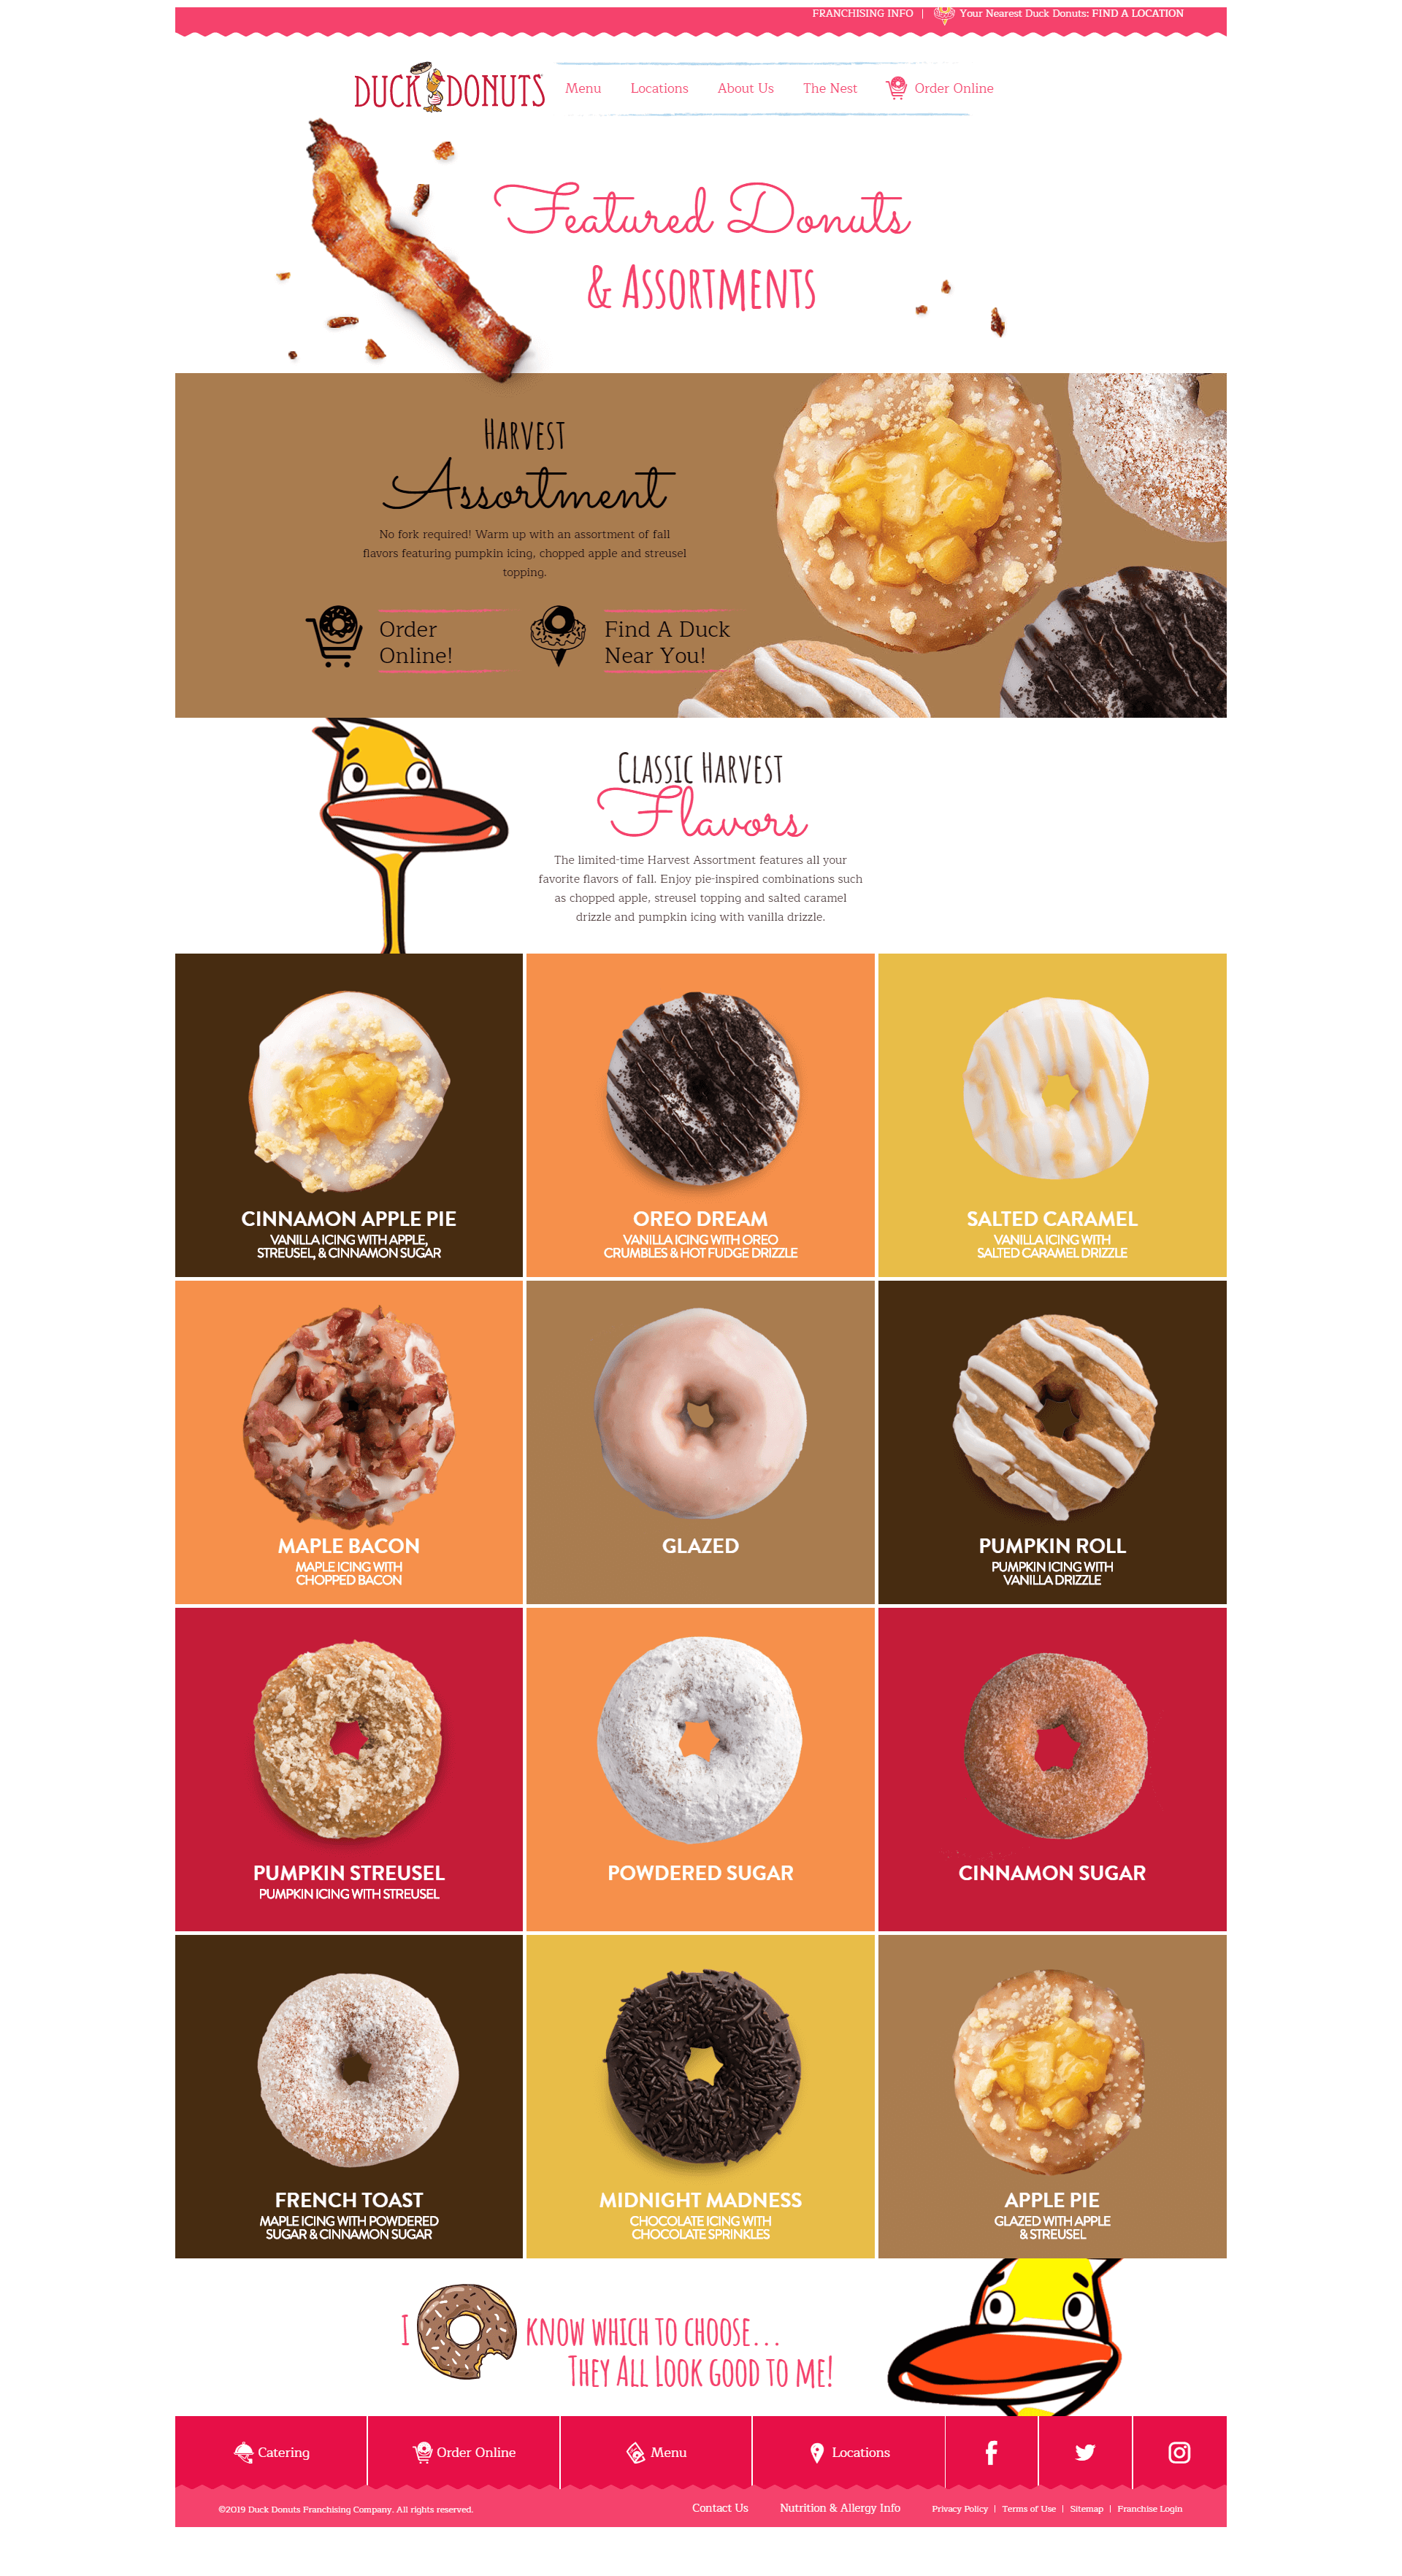 FRANCHISING INFO | Your Nearest Duck Donuts: FIND A LOCATION
DUCK DONUTS
Menu Locations About Us The Nest Order Online
Featured Donuts
& Assortments
Harvest
Assortment
No fork required! Warm up with an assortment of fall
flavors featuring pumpkin icing, chopped apple and streusel
topping.
Order
Online!
Find A Duck
Near You!
Classic Harvest
Flavors
The limited-time Harvest Assortment features all your
favorite flavors of fall. Enjoy pie-inspired combinations such
as chopped apple, streusel topping and salted caramel
drizzle and pumpkin icing with vanilla drizzle.
CINNAMON APPLE PIE
VANILLA ICING WITH APPLE,
STREUSEL, & CINNAMON SUGAR
OREO DREAM
VANILLA ICING WITH OREO
CRUMBLES & HOT FUDGE DRIZZLE
SALTED CARAMEL
VANILLA ICING WITH
SALTED CARAMEL DRIZZLE
MAPLE BACON
MAPLE ICING WITH
CHOPPED BACON
GLAZED
PUMPKIN ROLL
PUMPKIN ICING WITH
VANILLA DRIZZLE
PUMPKIN STREUSEL
PUMPKIN ICING WITH STREUSEL
POWDERED SUGAR
CINNAMON SUGAR
FRENCH TOAST
MAPLE ICING WITH POWDERED
SUGAR & CINNAMON SUGAR
MIDNIGHT MADNESS
CHOCOLATE ICING WITH
CHOCOLATE SPRINKLES
APPLE PIE
GLAZED WITH APPLE
& STREUSEL
I know which to choose...
They All Look good to me!
Catering Order Online Menu Locations
©2019 Duck Donuts Franchising Company. All rights reserved. Contact Us Nutrition & Allergy Info Privacy Policy | Terms of Use | Sitemap | Franchise Login